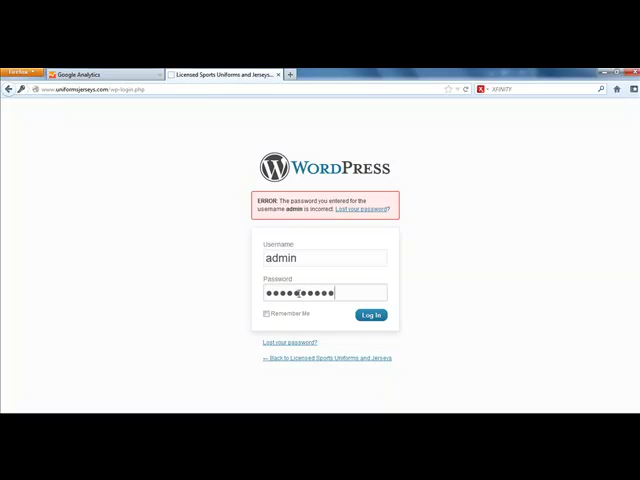 Firefox
Google Analytics
Licensed Sports Uniforms and Jerseys...
www.uniformsjerseys.com/wp-login.php
XFINITY
WORDPRESS
ERROR: The password you entered for the
username admin is incorrect. Lost your password?
Username
admin
Password
Remember Me
Log In
Lost your password?
← Back to Licensed Sports Uniforms and Jerseys